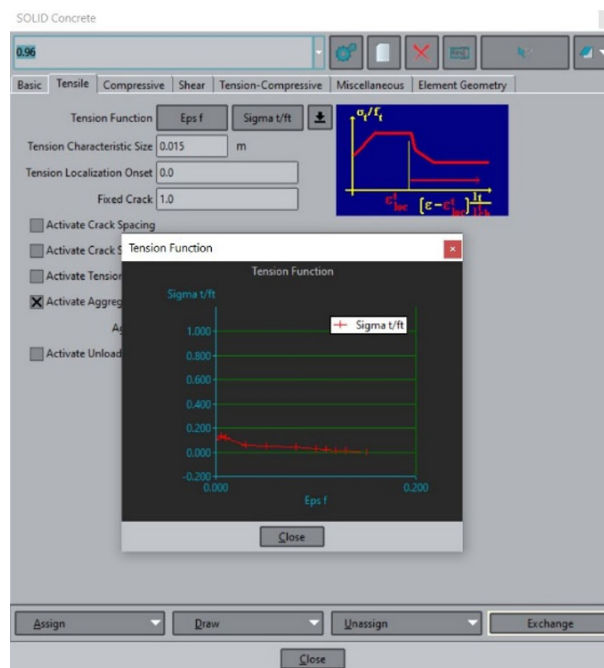 SOLID Concrete
0.96
Basic Tensile Compressive Shear Tension-Compressive Miscellaneous Element Geometry
Tension Function Eps f Sigma t/ft
Tension Characteristic Size 0.015 m
Tension Localization Onset 0.0
Fixed Crack 1.0
σt/ft
Activate Crack Spacing
Activate Crack S
Activate Tension
Activate Aggreg
Ag
Activate Unload
Tension Function
Tension Function
Sigma t/ft
Sigma t/ft
1.000
0.800
0.600
0.400
0.200
0.000
-0.200
0.000 0.200
Eps f
Close
Assign Draw Unassign Exchange
Close